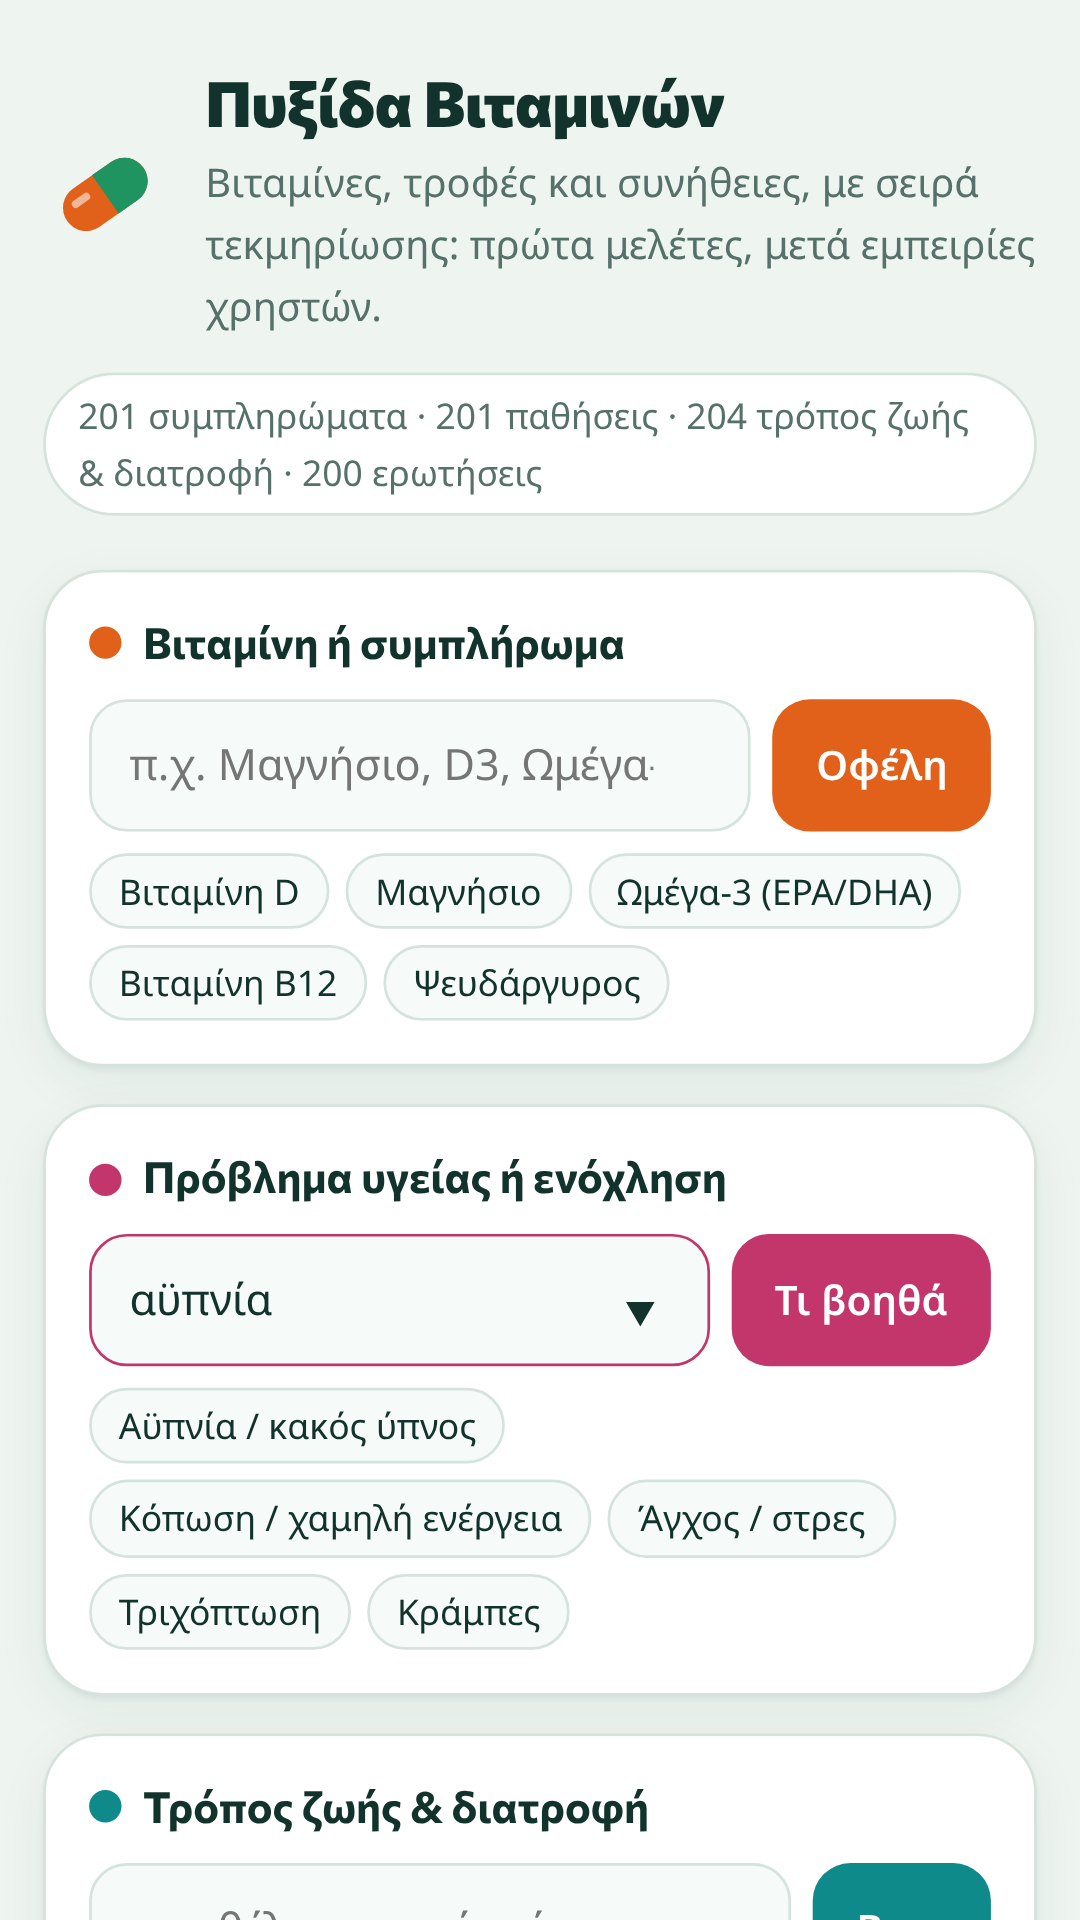 Πυξίδα Βιταμινών
Βιταμίνες, τροφές και συνήθειες, με σειρά
τεκμηρίωσης: πρώτα μελέτες, μετά εμπειρίες
χρηστών.
201 συμπληρώματα · 201 παθήσεις · 204 τρόπος ζωής
& διατροφή · 200 ερωτήσεις
Βιταμίνη ή συμπλήρωμα
π.χ. Μαγνήσιο, D3, Ωμέγα
Οφέλη
Βιταμίνη D
Μαγνήσιο
Ωμέγα-3 (EPA/DHA)
Βιταμίνη B12
Ψευδάργυρος
Πρόβλημα υγείας ή ενόχληση
αϋπνία
Τι βοηθά
Αϋπνία / κακός ύπνος
Κόπωση / χαμηλή ενέργεια
Άγχος / στρες
Τριχόπτωση
Κράμπες
Τρόπος ζωής & διατροφή